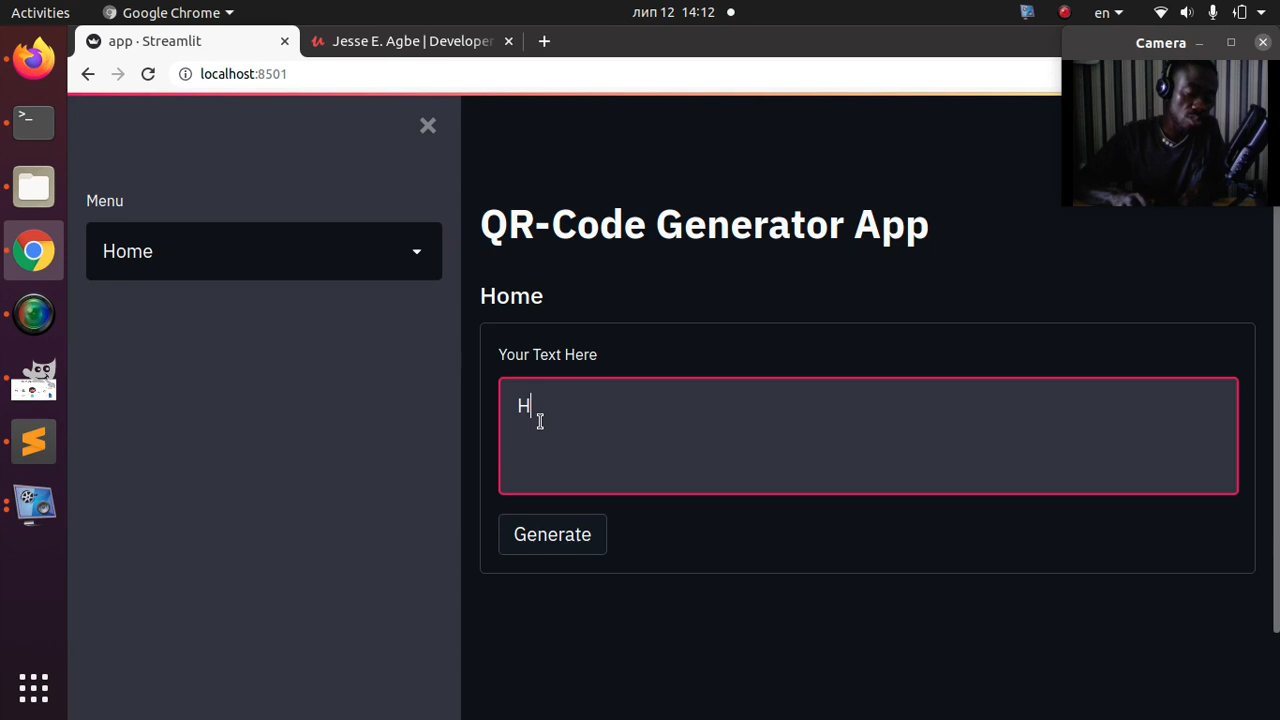 Activities
Google Chrome
лип 12 14:12
en
app · Streamlit
Jesse E. Agbe | Developer
localhost:8501
Camera
Menu
Home
QR-Code Generator App
Home
Your Text Here
H
Generate